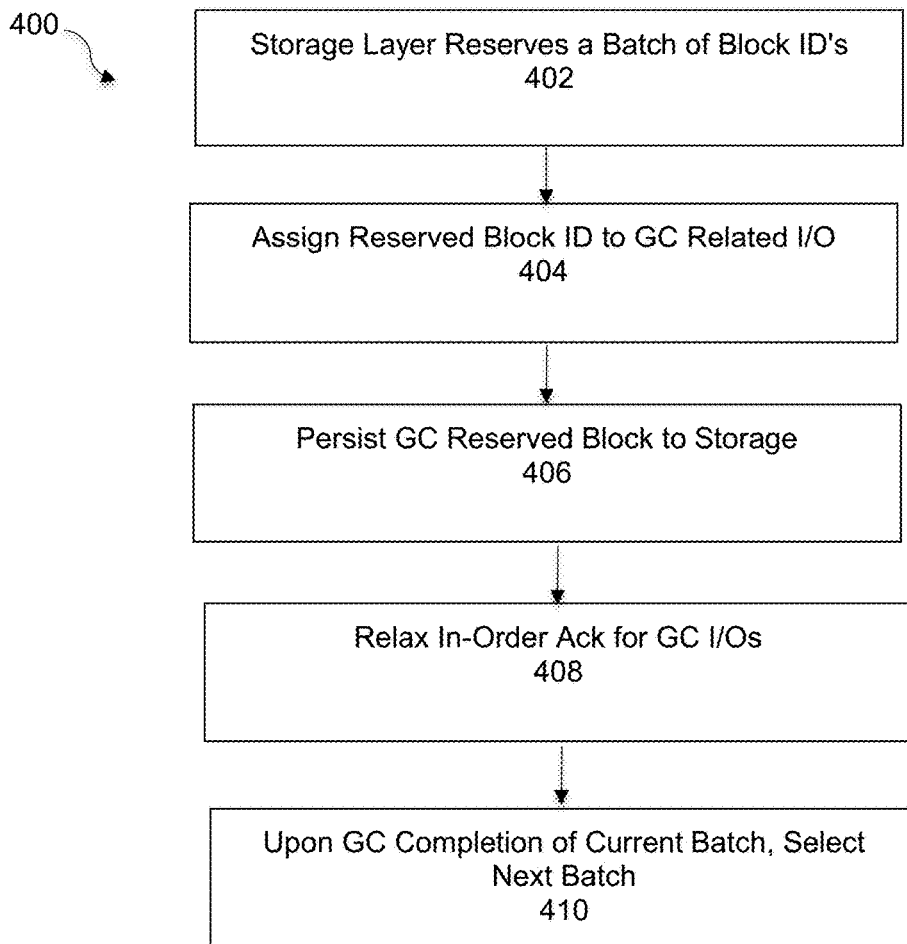 400
Storage Layer Reserves a Batch of Block ID's
402
Assign Reserved Block ID to GC Related I/O
404
Persist GC Reserved Block to Storage
406
Relax In-Order Ack for GC I/Os
408
Upon GC Completion of Current Batch, Select
Next Batch
410